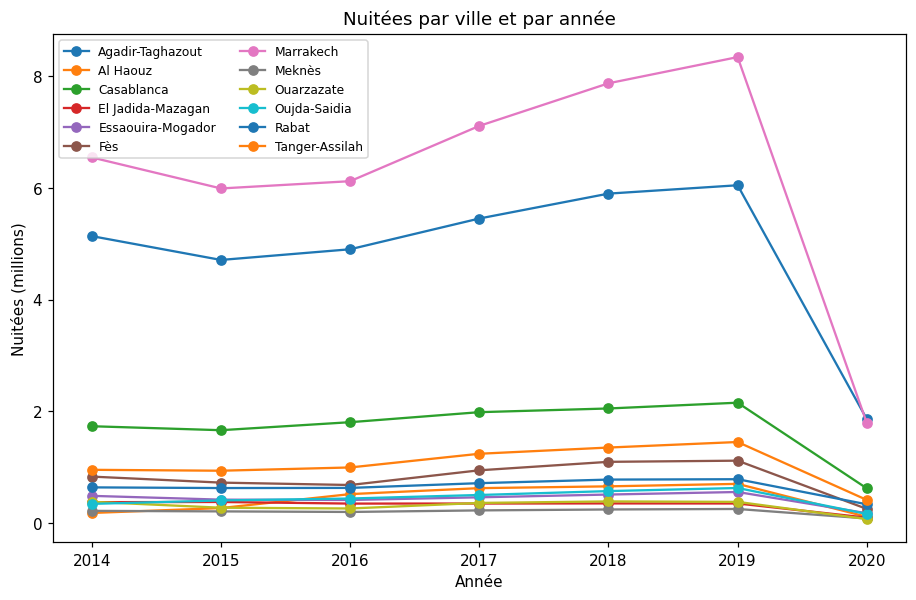 Nuitées par ville et par année
Agadir-Taghazout
Al Haouz
Casablanca
El Jadida-Mazagan
Essaouira-Mogador
Fès
Marrakech
Meknès
Ouarzazate
Oujda-Saidia
Rabat
Tanger-Assilah
Nuitées (millions)
8
6
4
2
0
2014 2015 2016 2017 2018 2019 2020
Année